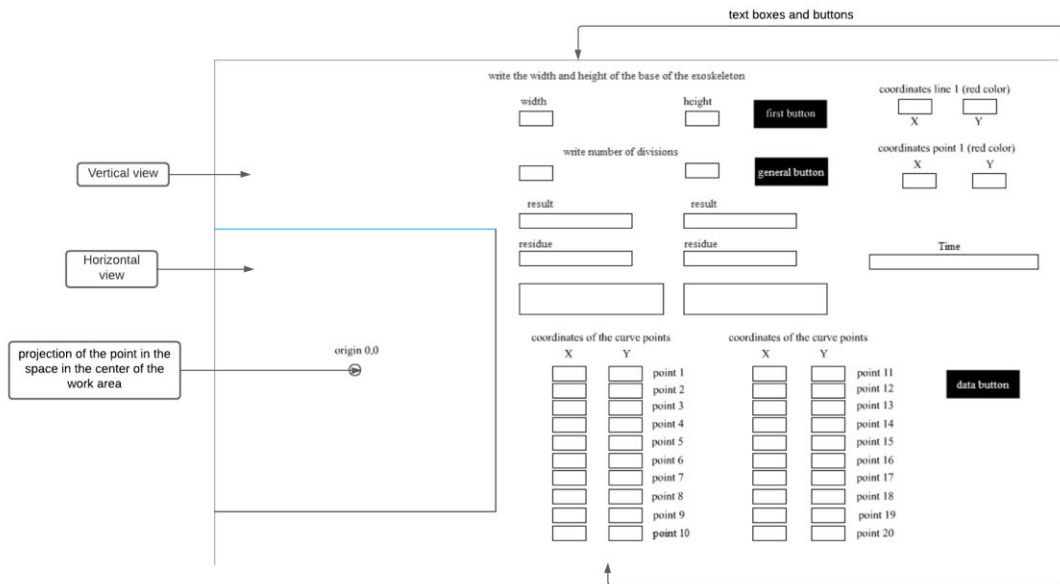 text boxes and buttons
write the width and height of the base of the exoskeleton
width height first button
coordinates line 1 (red color)
X Y
write number of divisions
general button
coordinates point 1 (red color)
X Y
Vertical view
result result
residue residue
Time
Horizontal
view
projection of the point in the
space in the center of the
work area
origin 0,0
coordinates of the curve points coordinates of the curve points
X Y X Y
point 1 point 11
point 2 point 12
point 3 point 13
point 4 point 14
point 5 point 15
point 6 point 16
point 7 point 17
point 8 point 18
point 9 point 19
point 10 point 20
data button